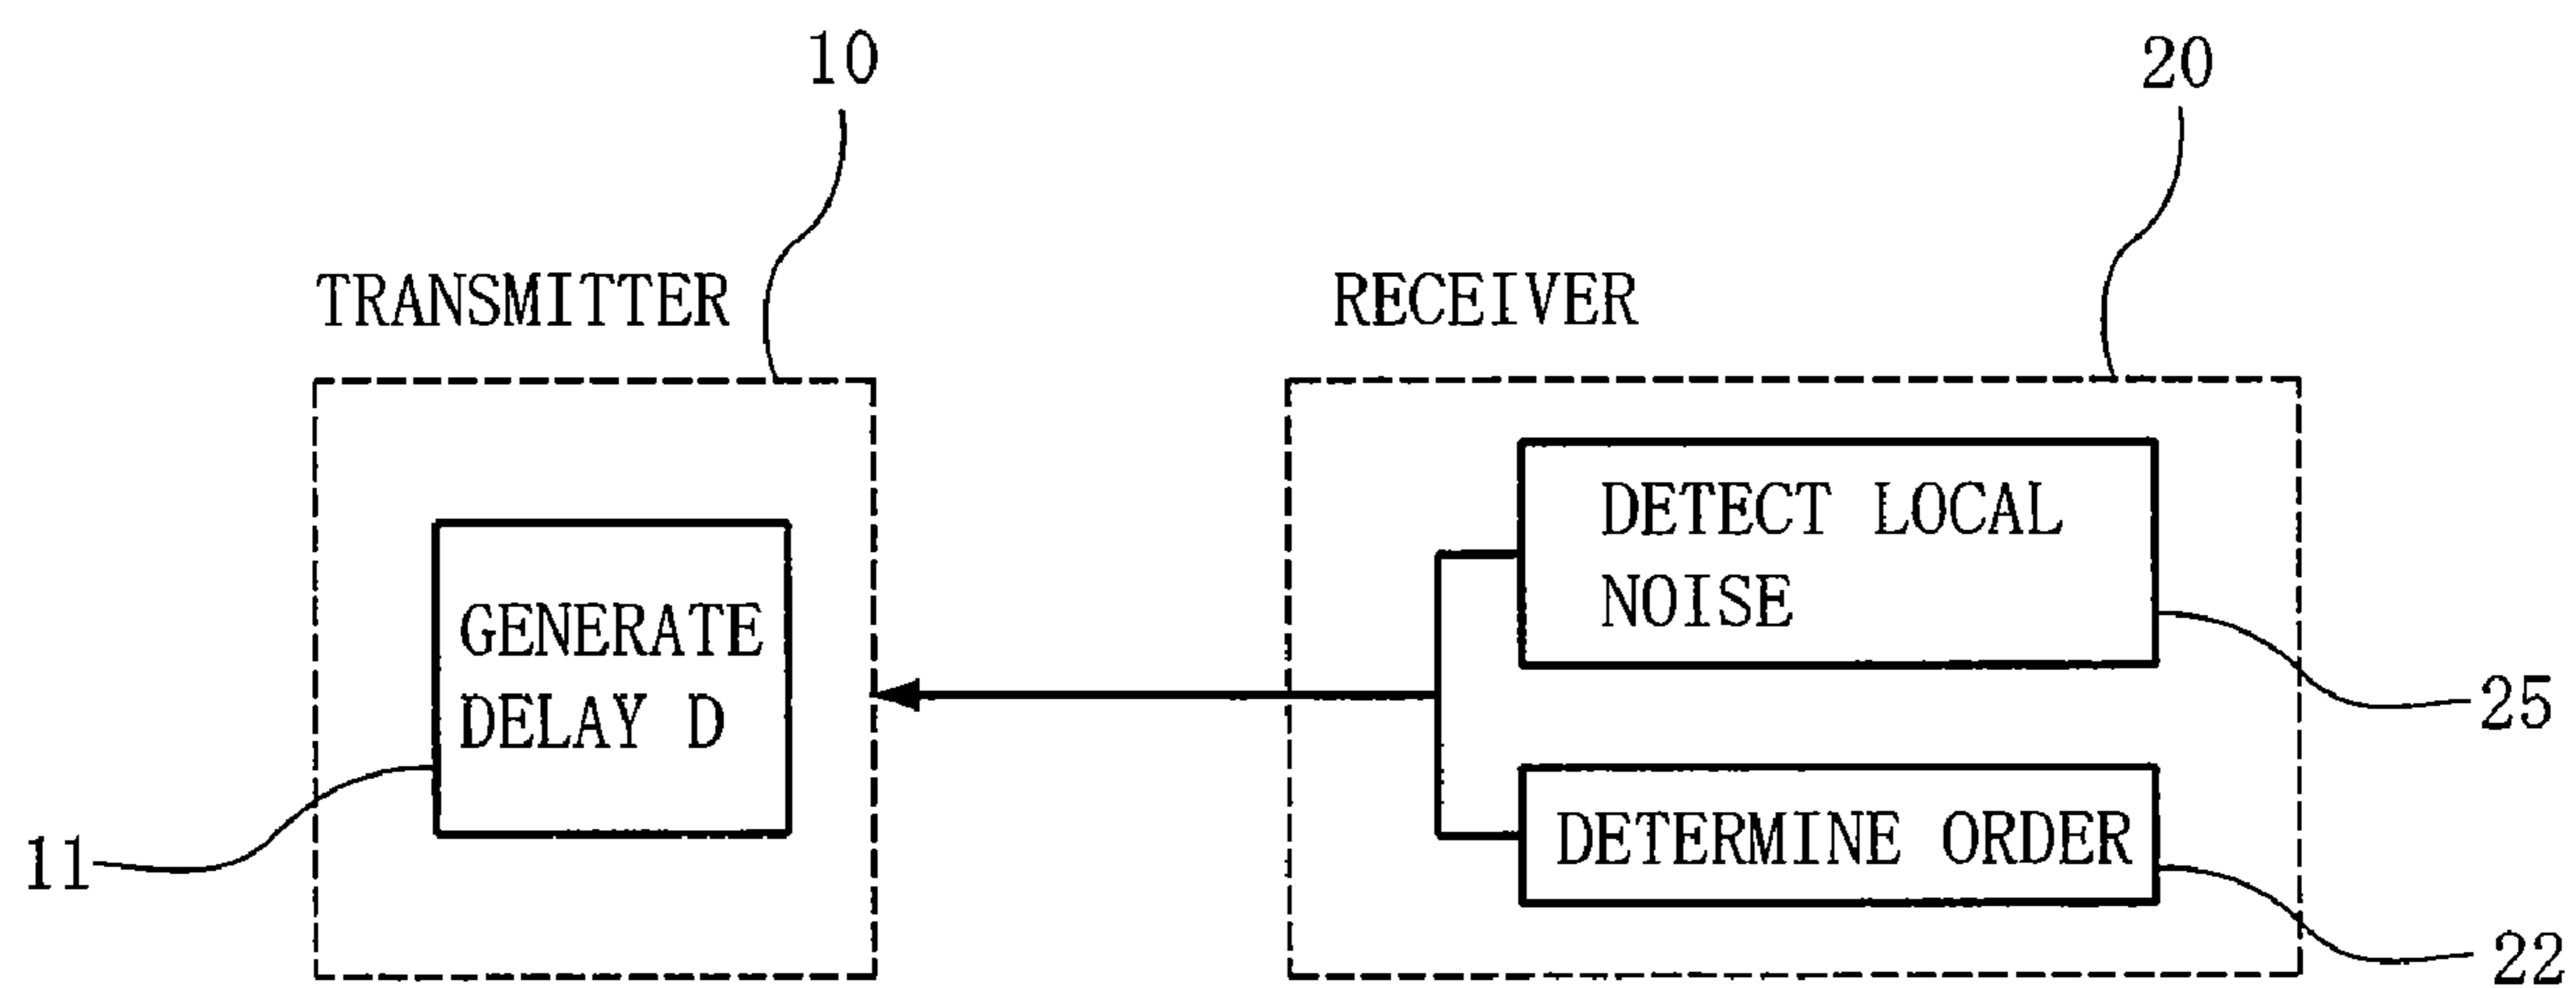 10
20
TRANSMITTER
RECEIVER
DETECT LOCAL
NOISE
GENERATE
DELAY D
25
DETERMINE ORDER
11
22